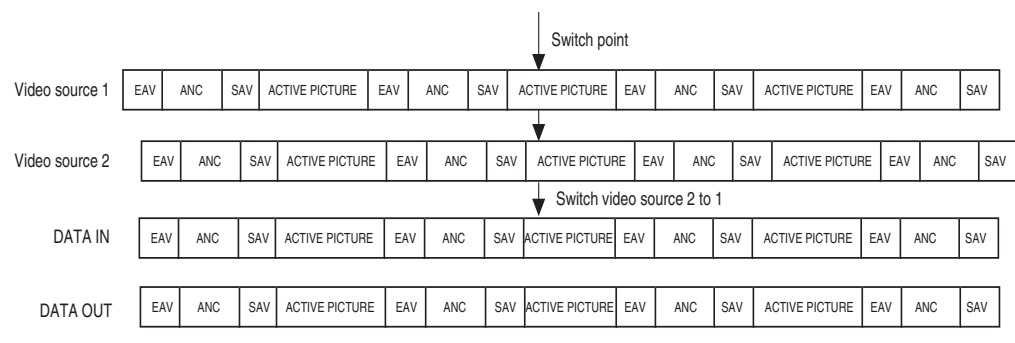 Switch point
Video source 1 EAV ANC SAV ACTIVE PICTURE EAV ANC SAV ACTIVE PICTURE EAV ANC SAV ACTIVE PICTURE EAV ANC SAV
Video source 2 EAV ANC SAV ACTIVE PICTURE EAV ANC SAV ACTIVE PICTURE EAV ANC SAV ACTIVE PICTURE EAV ANC SAV
Switch video source 2 to 1
DATA IN EAV ANC SAV ACTIVE PICTURE EAV ANC SAV ACTIVE PICTURE EAV ANC SAV ACTIVE PICTURE EAV ANC SAV
DATA OUT EAV ANC SAV ACTIVE PICTURE EAV ANC SAV ACTIVE PICTURE EAV ANC SAV ACTIVE PICTURE EAV ANC SAV